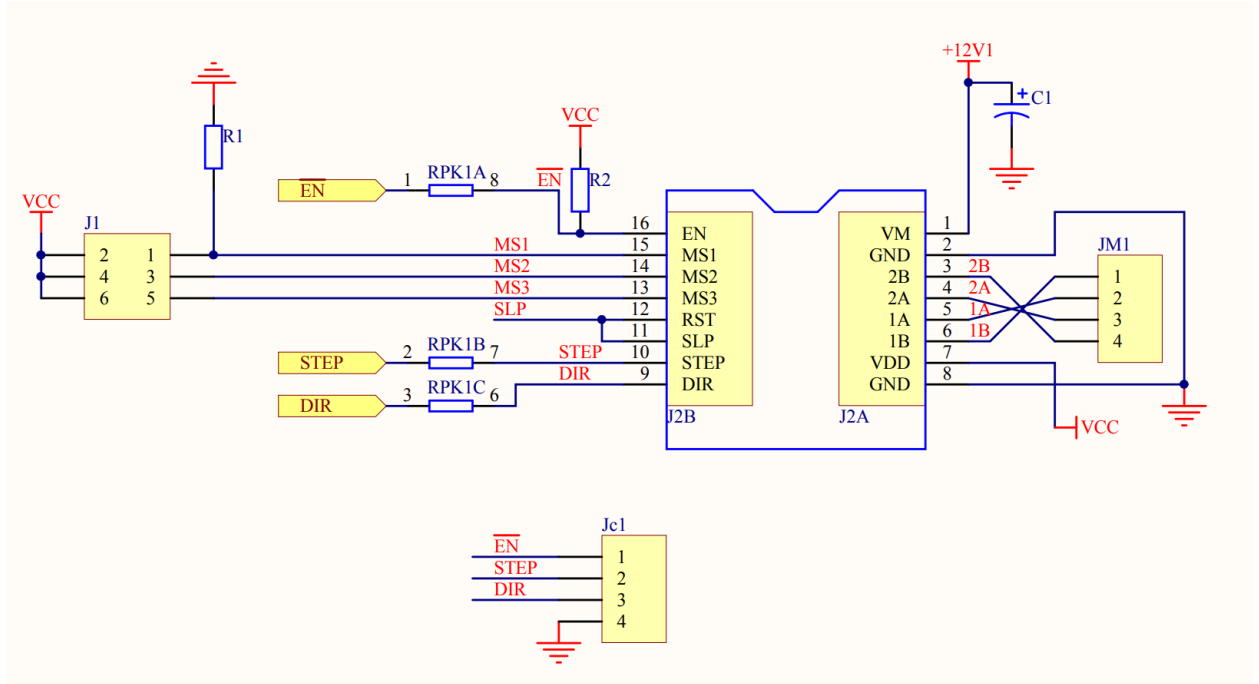 +12V1
C1
R1
VCC
RPK1A
EN
1
8
EN
R2
VCC
J1
2 1
4 3
6 5
MS1
MS2
MS3
SLP
STEP
2
RPK1B
7
STEP
DIR
3
RPK1C
6
DIR
16 EN
15 MS1
14 MS2
13 MS3
12 RST
11 SLP
10 STEP
9 DIR
J2B
VM 1
GND 2
2B 3 2B
2A 4 2A
1A 5 1A
1B 6 1B
VDD 7
GND 8
J2A
JM1
1
2
3
4
VCC
Jc1
EN 1
STEP 2
DIR 3
4